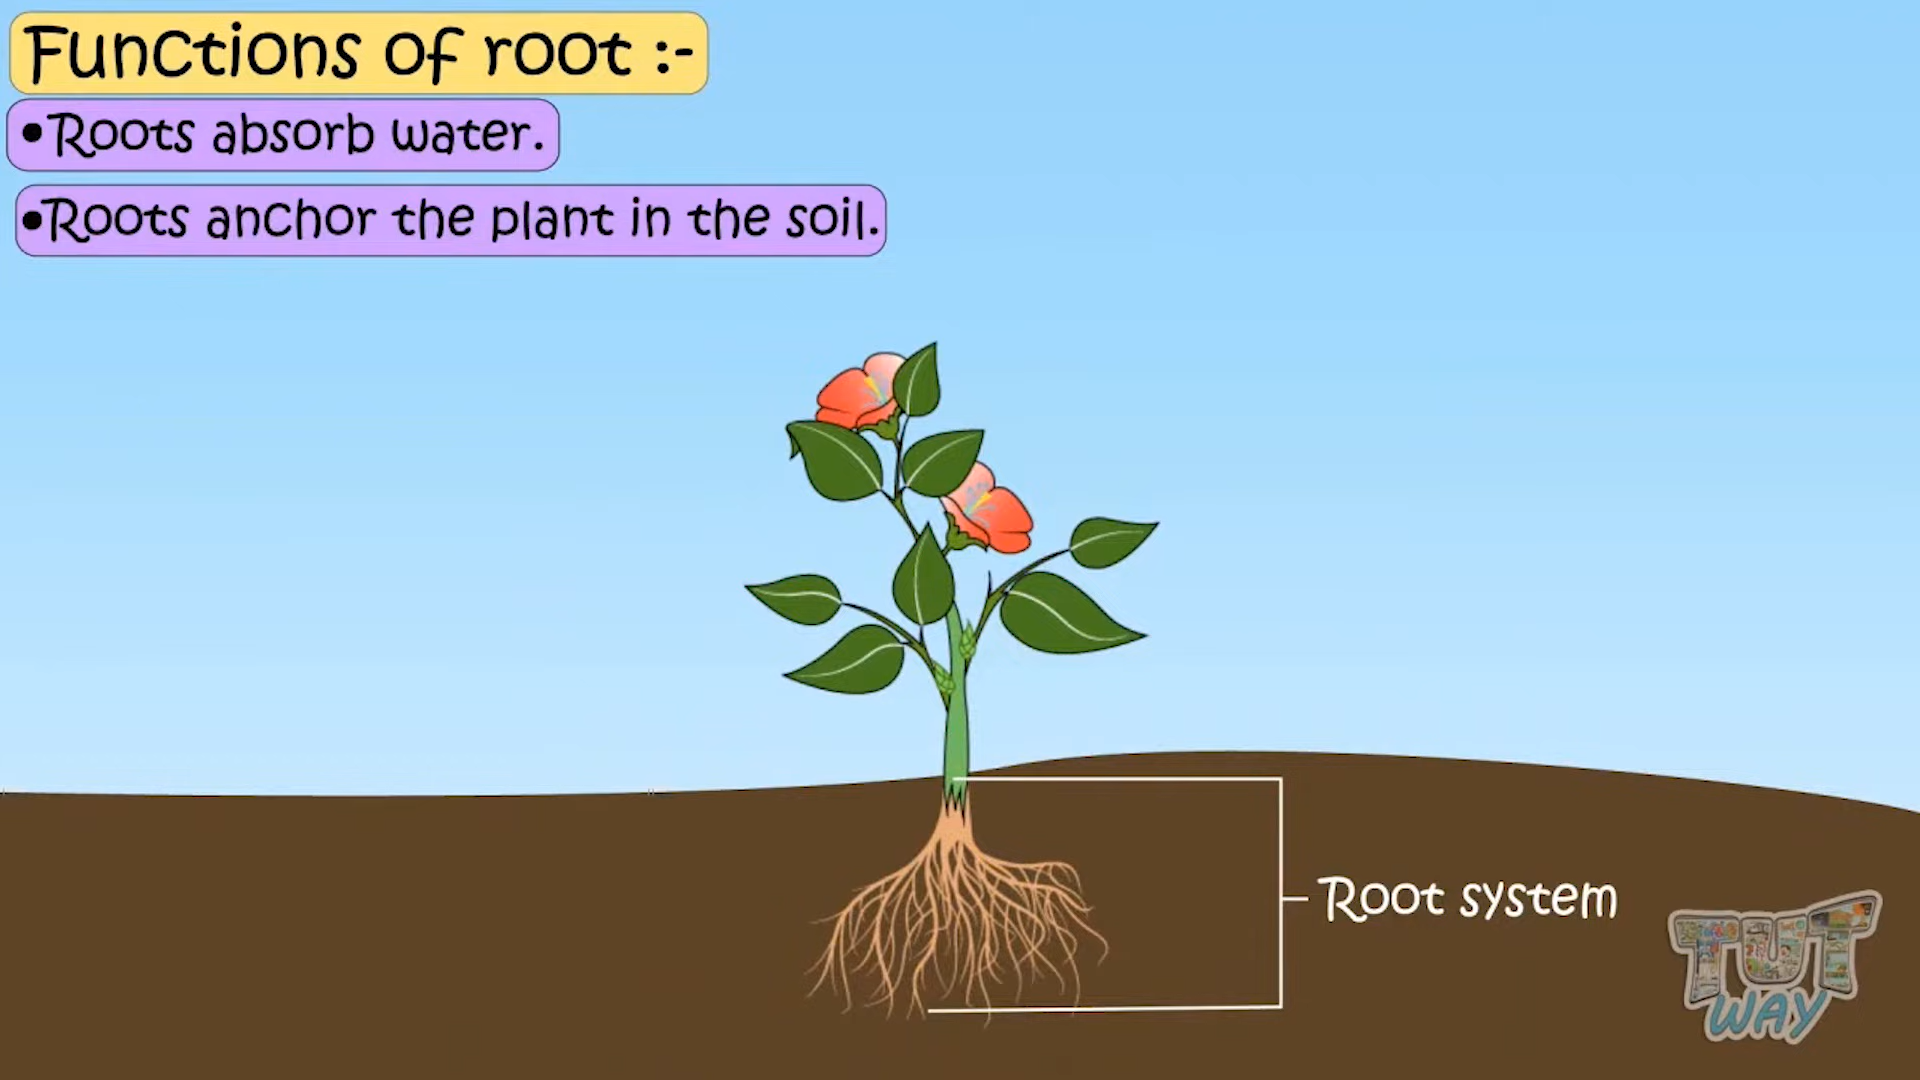 Functions of root :-
•Roots absorb water.
•Roots anchor the plant in the soil.
Root system
TUT
WAY